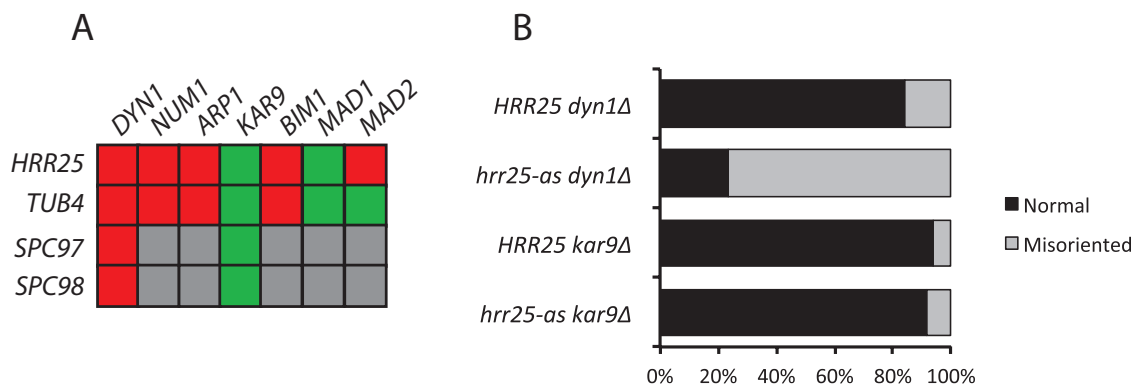 A
DYN1 NUM1 ARP1 KAR9 BIM1 MAD1 MAD2
HRR25
TUB4
SPC97
SPC98
B
HRR25 dyn1Δ
hrr25-as dyn1Δ
HRR25 kar9Δ
hrr25-as kar9Δ
0% 20% 40% 60% 80% 100%
Normal
Misoriented